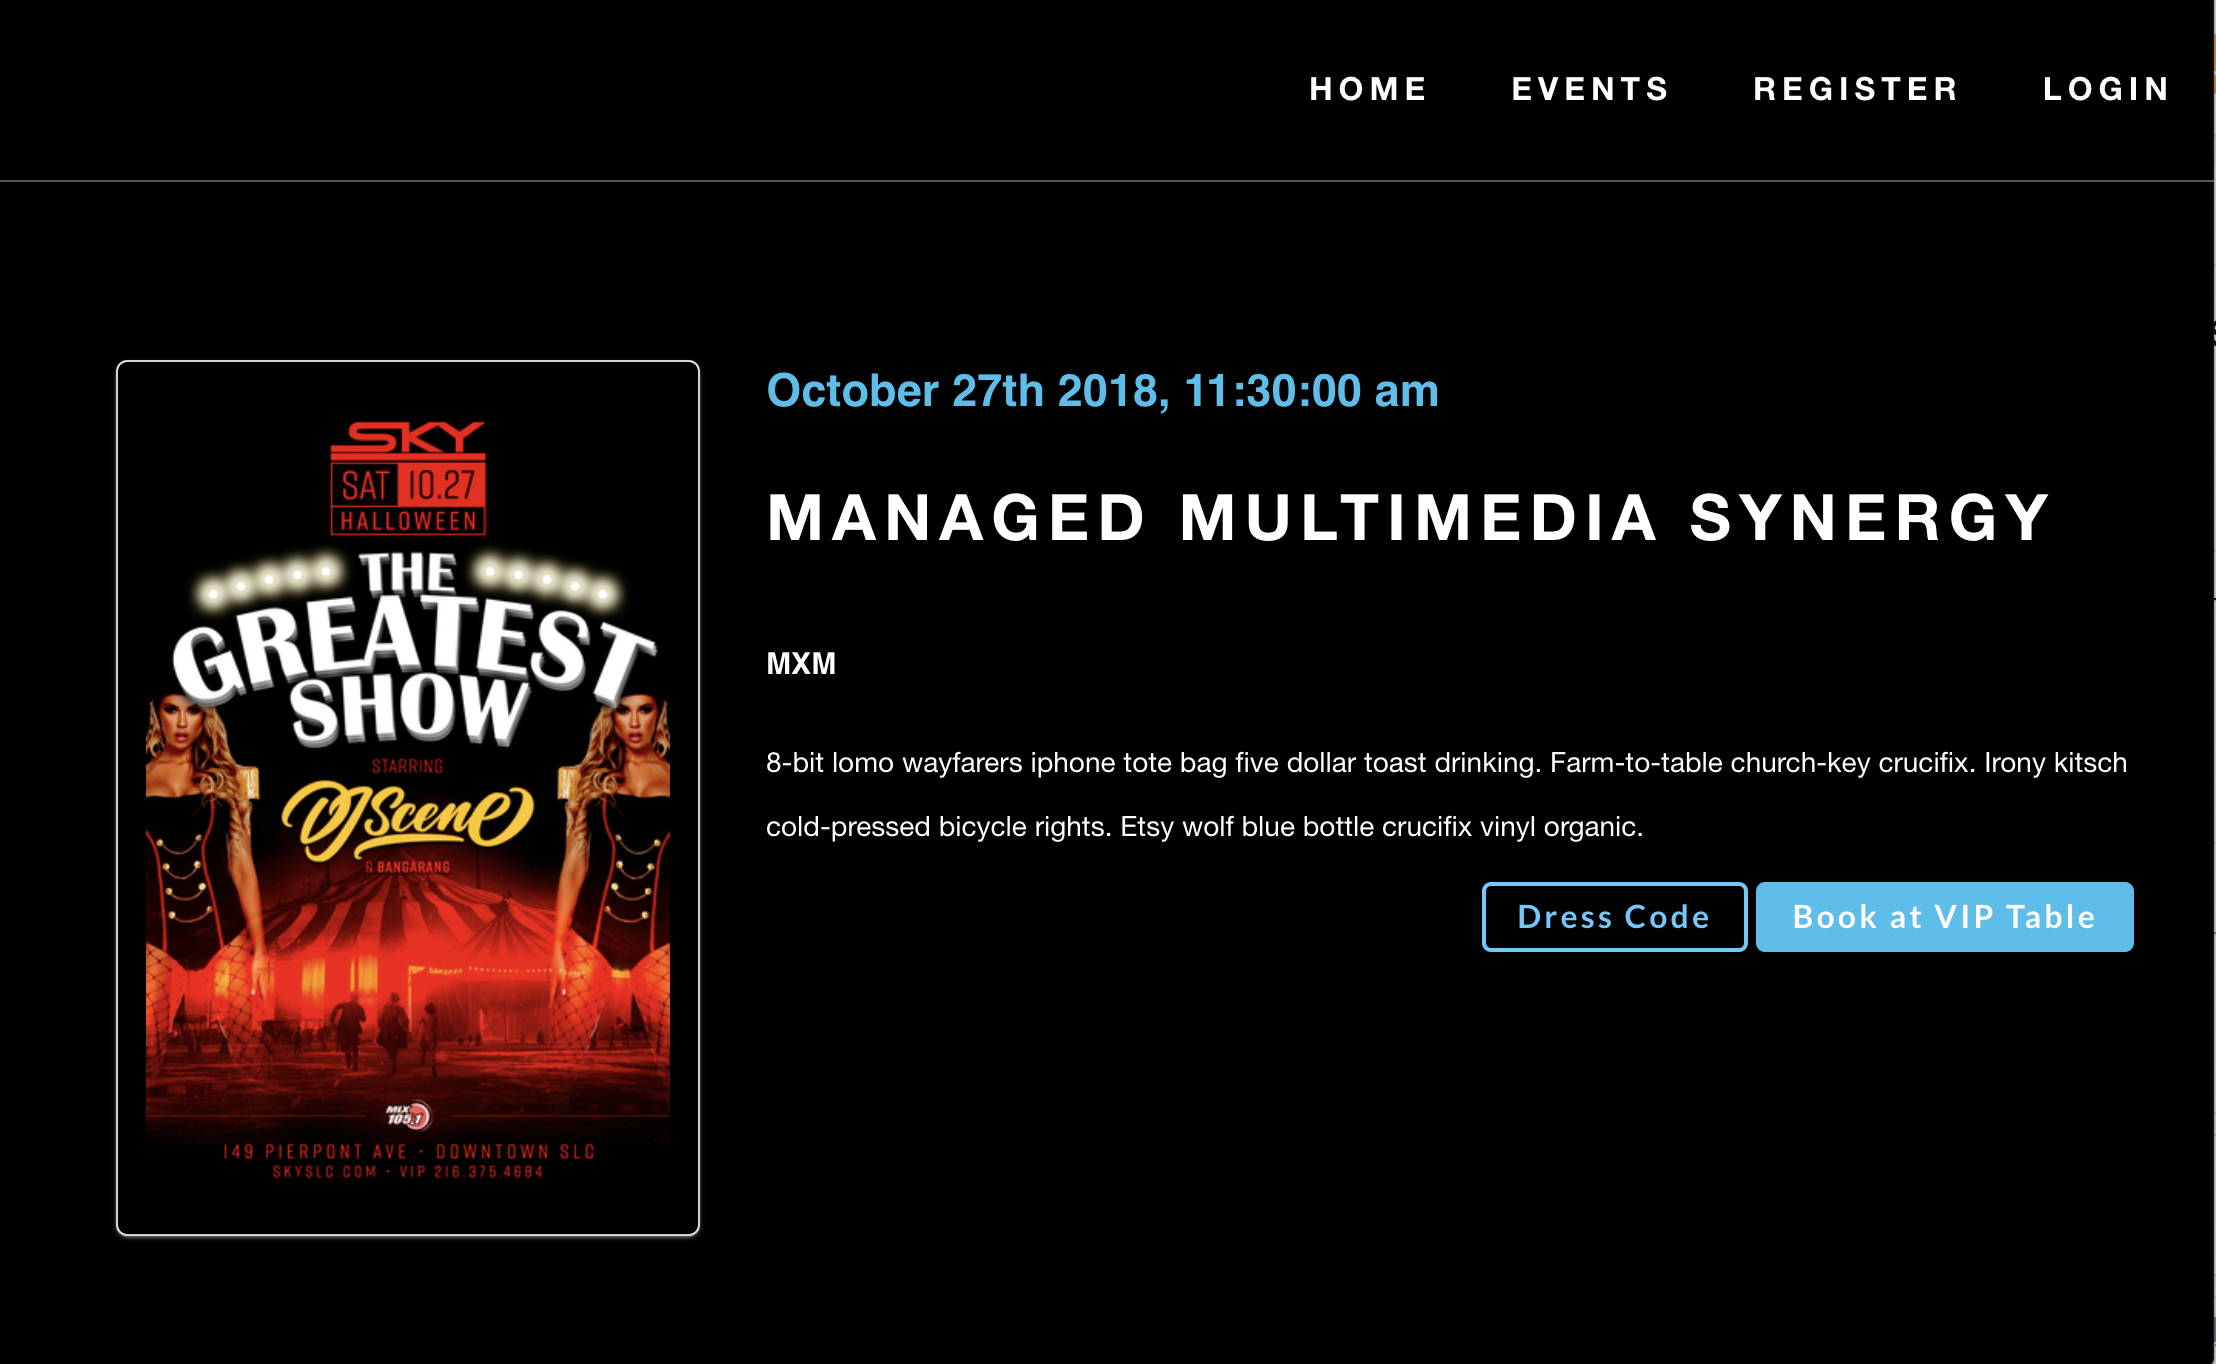 HOME EVENTS REGISTER LOGIN
SKY
SAT 10.27
HALLOWEEN
THE
GREATEST
SHOW
STARRING
DJ Scene
& BANGARANG
MIX
105.1
149 PIERPONT AVE • DOWNTOWN SLC
SKYSLC.COM • VIP 216.375.4684
October 27th 2018, 11:30:00 am
MANAGED MULTIMEDIA SYNERGY
MXM
8-bit lomo wayfarers iphone tote bag five dollar toast drinking. Farm-to-table church-key crucifix. Irony kitsch
cold-pressed bicycle rights. Etsy wolf blue bottle crucifix vinyl organic.
Dress Code Book at VIP Table